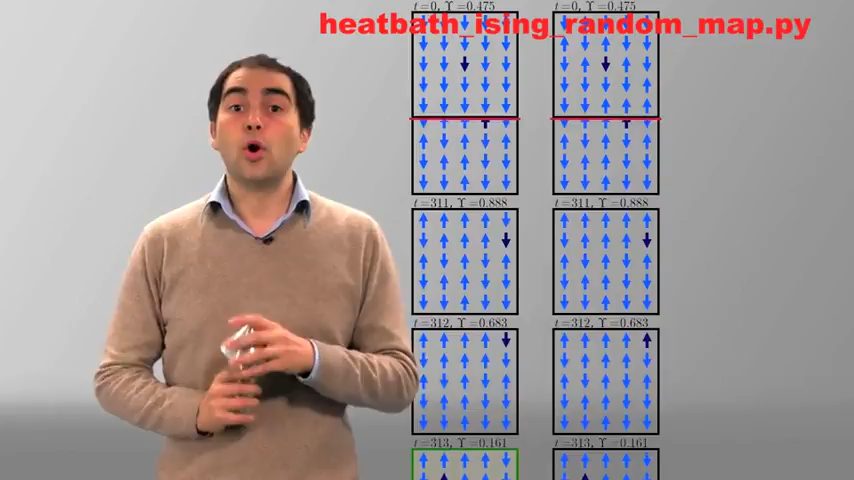 t=0, ϒ=0.475 t=0, ϒ=0.475
heatbath_ising_random_map.py
t=311, ϒ=0.888 t=311, ϒ=0.888
t=312, ϒ=0.683 t=312, ϒ=0.683
t=313, ϒ=0.161 t=313, ϒ=0.161